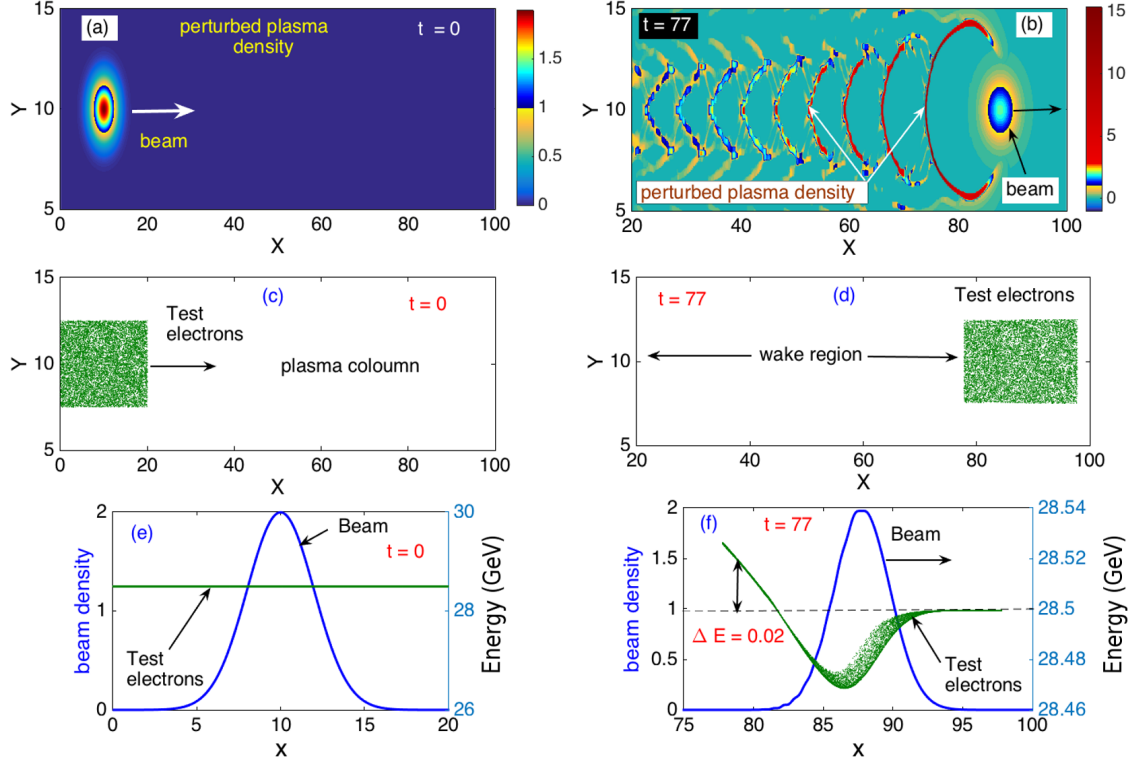 (a)
perturbed plasma
density
t = 0
beam
15
10
5
Y
0
20
40
60
80
100
X
1.5
1
0.5
0
t = 77
(b)
perturbed plasma density
beam
15
10
5
Y
20
40
60
80
100
X
15
10
5
0
(c)
t = 0
Test
electrons
plasma coloumn
15
10
5
Y
0
20
40
60
80
100
X
t = 77
(d)
Test electrons
wake region
15
10
5
Y
20
40
60
80
100
X
(e)
Beam
t = 0
Test
electrons
2
1
0
beam density
30
28
26
Energy (GeV)
0
5
10
15
20
x
(f)
t = 77
Beam
Δ E = 0.02
Test
electrons
2
1.5
1
0.5
0
beam density
28.54
28.52
28.50
28.48
28.46
Energy (GeV)
75
80
85
90
95
100
x